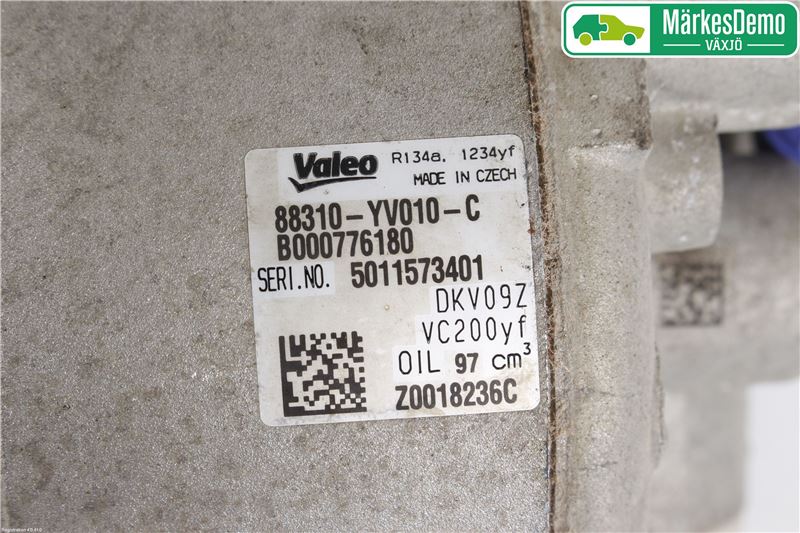 MärkesDemo
VÄXJÖ
Valeo R134a, 1234yf
MADE IN CZECH
88310-YV010-C
B000776180
SERI.NO. 5011573401
DKV09Z
VC200yf
OIL 97 cm³
Z0018236C